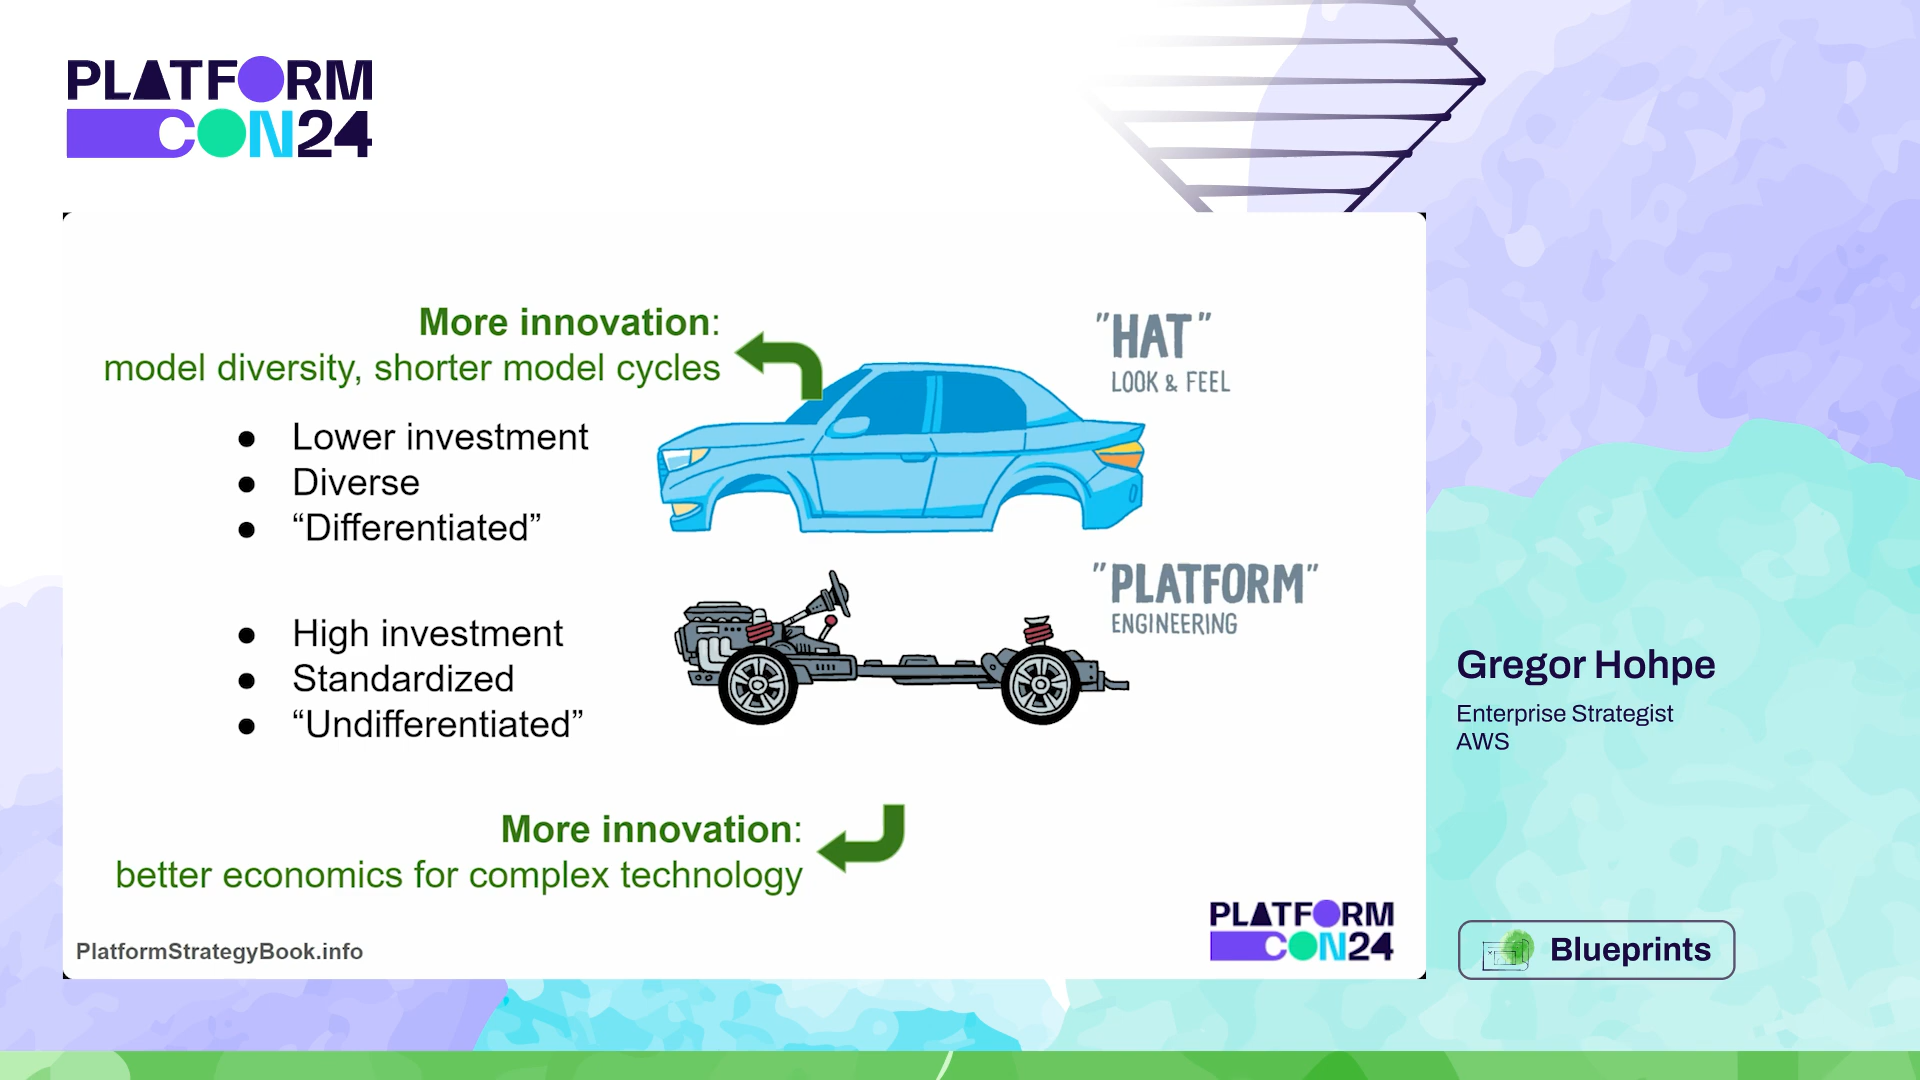 PLATFORM
CON24
More innovation:
model diversity, shorter model cycles
● Lower investment
● Diverse
● “Differentiated”
"HAT"
LOOK & FEEL
● High investment
● Standardized
● “Undifferentiated”
"PLATFORM"
ENGINEERING
More innovation:
better economics for complex technology
PlatformStrategyBook.info
PLATFORM
CON24
Gregor Hohpe
Enterprise Strategist
AWS
Blueprints